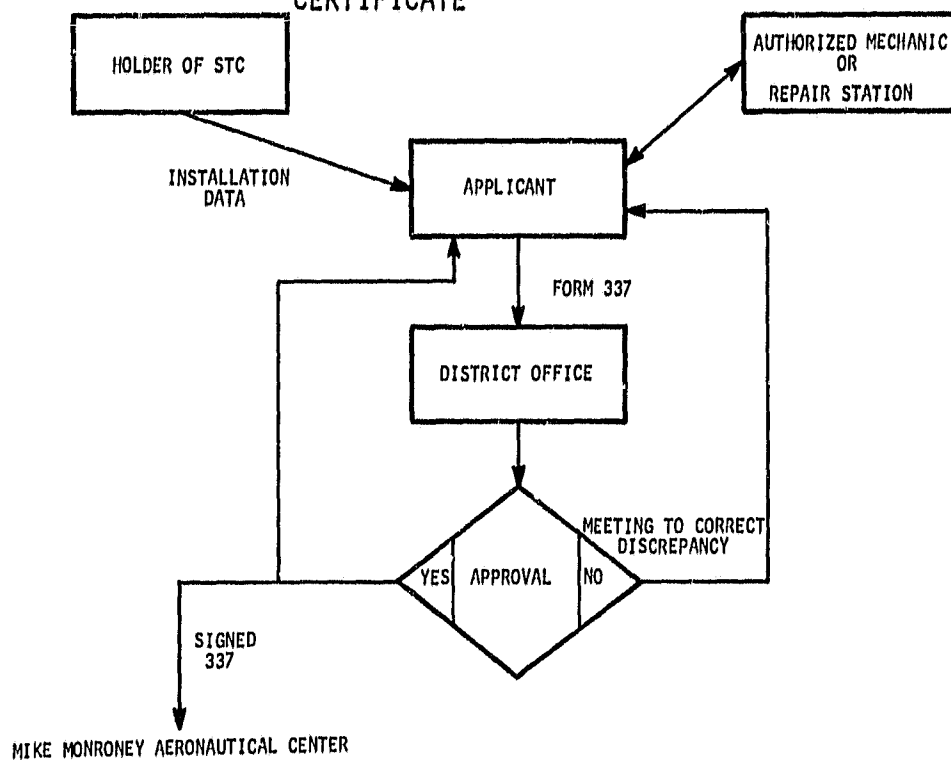 CERTIFICATE
HOLDER OF STC
AUTHORIZED MECHANIC
OR
REPAIR STATION
INSTALLATION
DATA
APPLICANT
FORM 337
DISTRICT OFFICE
MEETING TO CORRECT
DISCREPANCY
YES
APPROVAL
NO
SIGNED
337
MIKE MONRONEY AERONAUTICAL CENTER